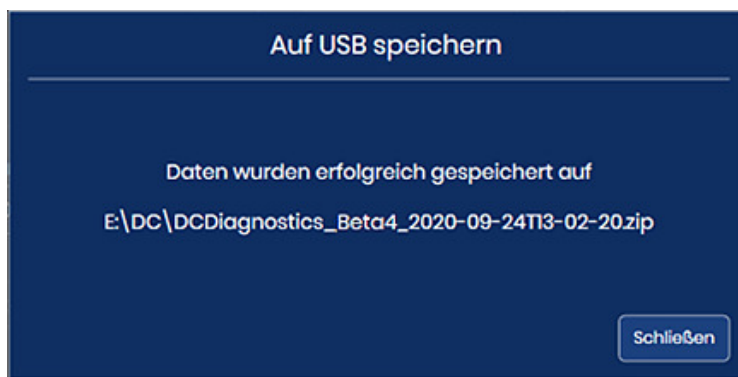 Auf USB speichern
Daten wurden erfolgreich gespeichert auf
E:\DC\DCDiagnostics_Beta4_2020-09-24T13-02-20.zip
Schließen